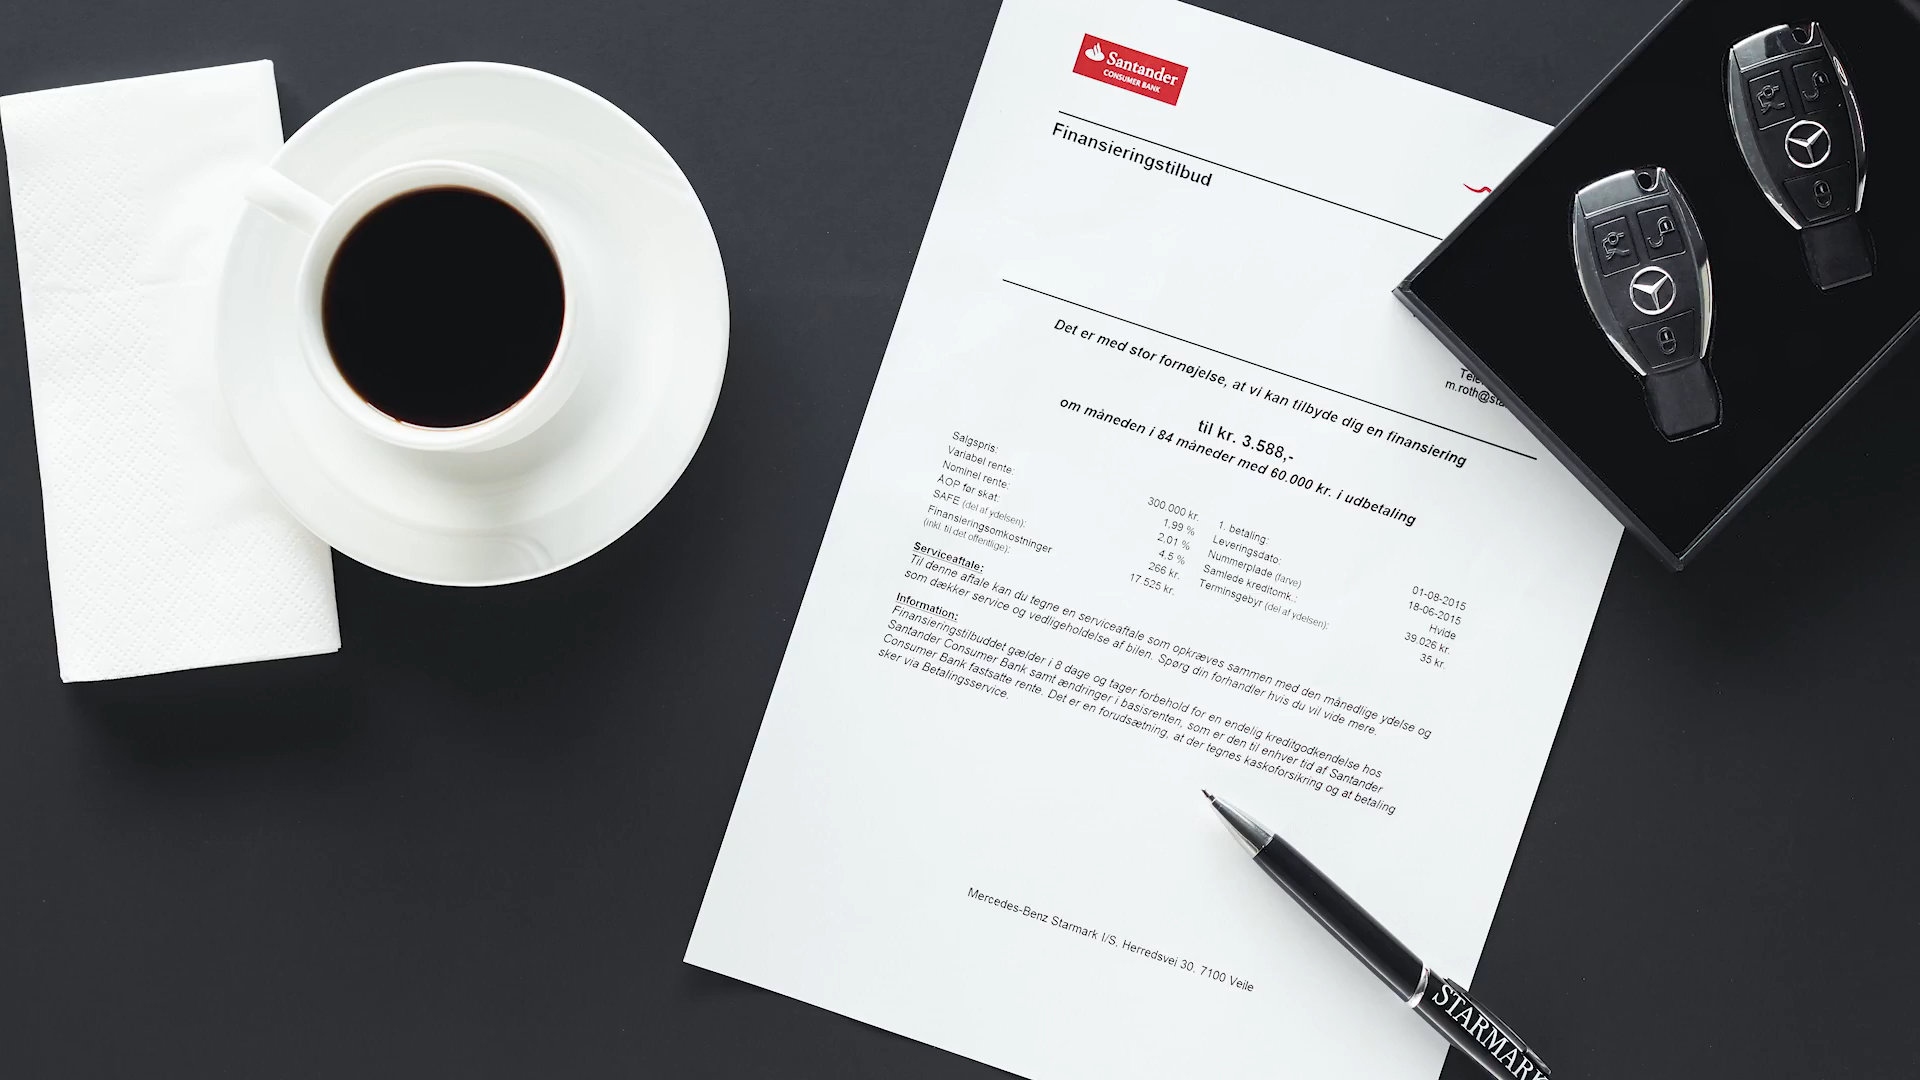 Santander
CONSUMER BANK
Finansieringstilbud
m.roth@sta
Det er med stor fornøjelse, at vi kan tilbyde dig en finansiering
til kr. 3.588,-
om måneden i 84 måneder med 60.000 kr. i udbetaling
Salgspris: 300.000 kr. 1. betaling: 01-08-2015
Variabel rente: 1,99 % Leveringsdato: 18-06-2015
Nominel rente: 2,01 % Nummerplade (farve) Hvide
ÅOP før skat: 4,5 % Samlede kreditomk.: 39.026 kr.
SAFE (del af ydelsen): 266 kr. Terminsgebyr (del af ydelsen): 35 kr.
Finansieringsomkostninger 17.525 kr.
(inkl. til det offentlige):
Serviceaftale:
Til denne aftale kan du tegne en serviceaftale som opkræves sammen med den månedlige ydelse og
som dækker service og vedligeholdelse af bilen. Spørg din forhandler hvis du vil vide mere.
Information:
Finansieringstilbuddet gælder i 8 dage og tager forbehold for en endelig kreditgodkendelse hos
Santander Consumer Bank samt ændringer i basisrenten, som er den til enhver tid af Santander
Consumer Bank fastsatte rente. Det er en forudsætning, at der tegnes kaskoforsikring og at betaling
sker via Betalingsservice.
Mercedes-Benz Starmark I/S, Herredsvej 30, 7100 Vejle
STARMARK